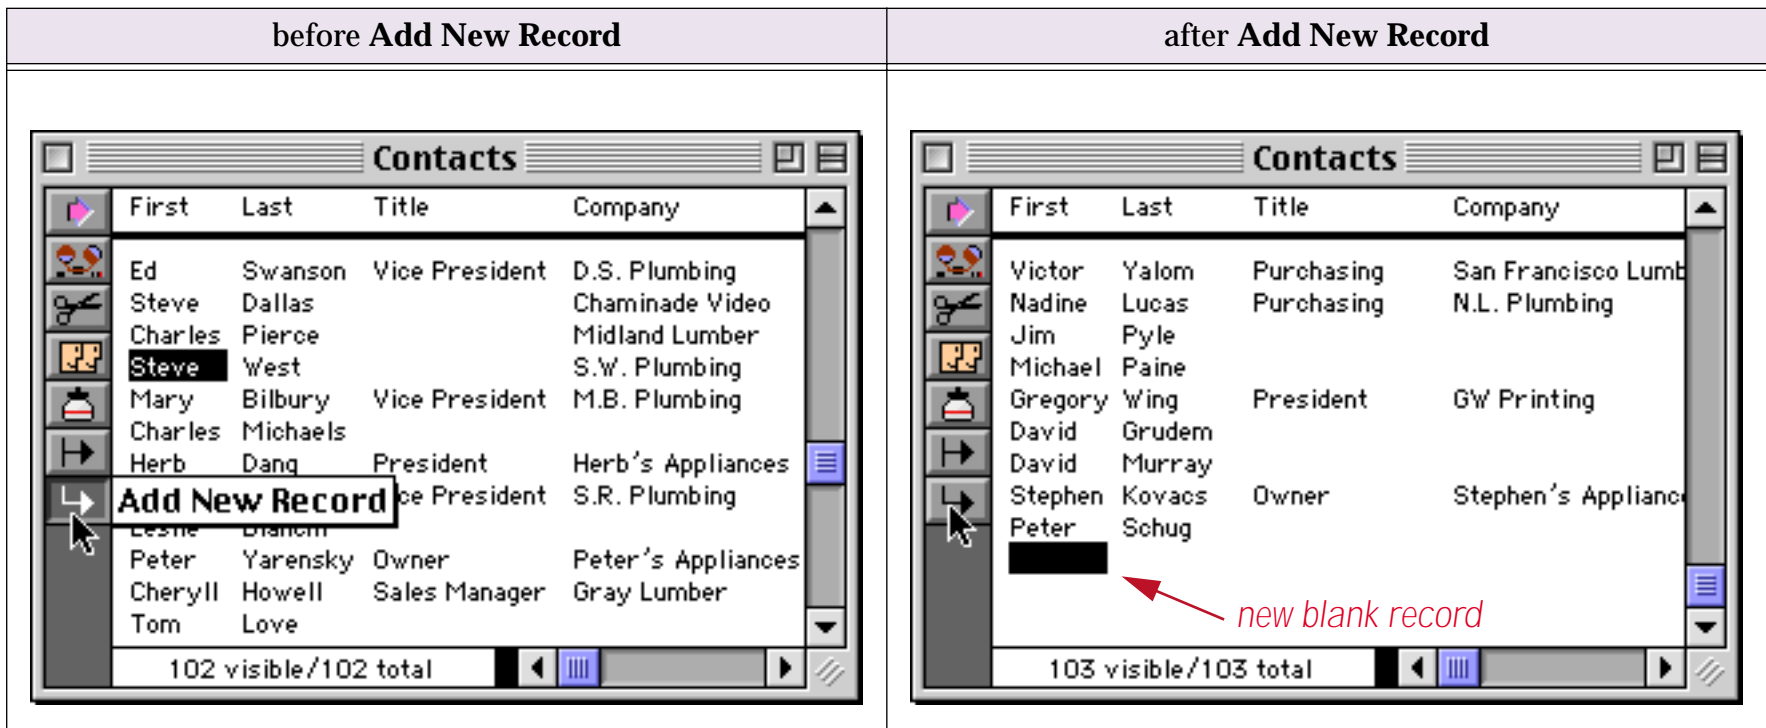 before Add New Record
after Add New Record
Contacts
First Last Title Company
Ed Swanson Vice President D.S. Plumbing
Steve Dallas Chaminade Video
Charles Pierce Midland Lumber
Steve West S.W. Plumbing
Mary Bilbury Vice President M.B. Plumbing
Charles Michaels
Herb Dang President Herb's Appliances
Add New Record ce President S.R. Plumbing
Peter Yarensky Owner Peter's Appliances
Cheryll Howell Sales Manager Gray Lumber
Tom Love
102 visible/102 total
Contacts
First Last Title Company
Victor Yalom Purchasing San Francisco Lumb
Nadine Lucas Purchasing N.L. Plumbing
Jim Pyle
Michael Paine
Gregory Wing President GW Printing
David Grudem
David Murray
Stephen Kovacs Owner Stephen's Applianc
Peter Schug
new blank record
103 visible/103 total